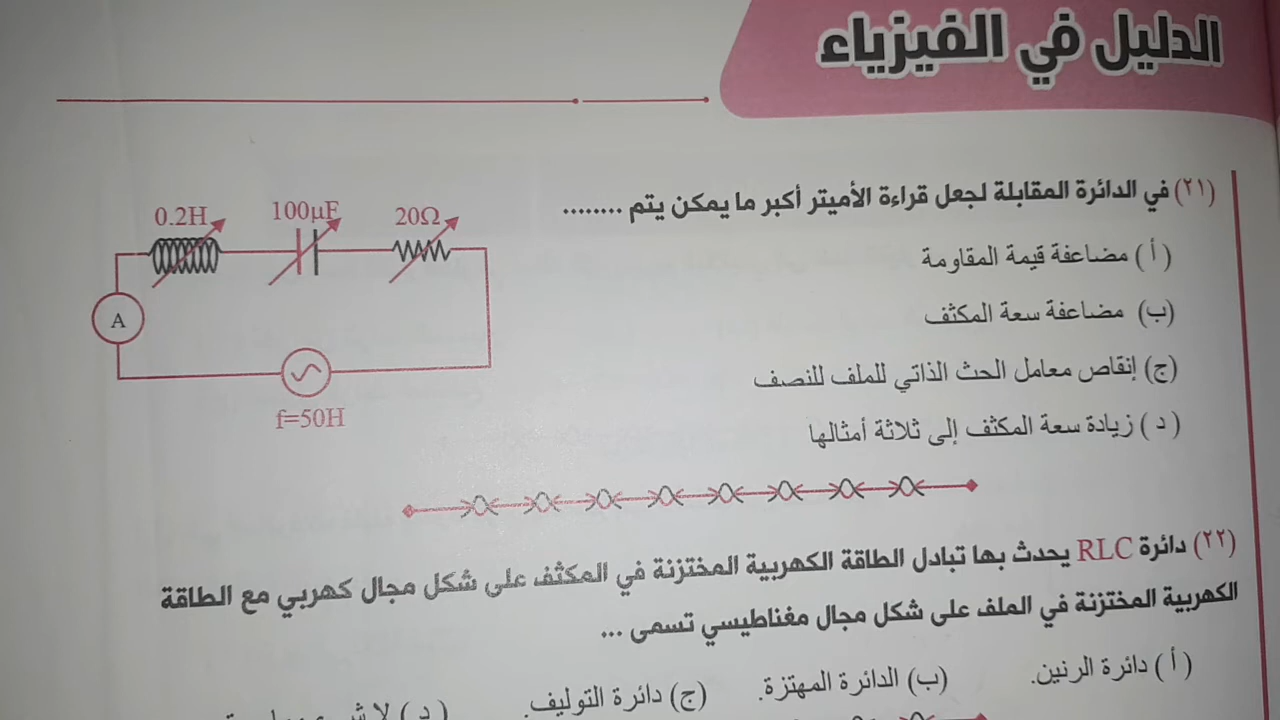 الدليل في الفيزياء
(٢١) في الدائرة المقابلة لجعل قراءة الأميتر أكبر ما يمكن يتم ........
0.2H 100μF 20Ω
A
f=50H
(أ) مضاعفة قيمة المقاومة
(ب) مضاعفة سعة المكثف
(ج) إنقاص معامل الحث الذاتي للملف للنصف
(د) زيادة سعة المكثف إلى ثلاثة أمثالها
(٢٢) دائرة RLC يحدث بها تبادل الطاقة الكهربية المختزنة في المكثف على شكل مجال كهربي مع الطاقة
الكهربية المختزنة في الملف على شكل مجال مغناطيسي تسمى ...
(أ) دائرة الرنين. (ب) الدائرة المهتزة. (ج) دائرة التوليف. (د) لا